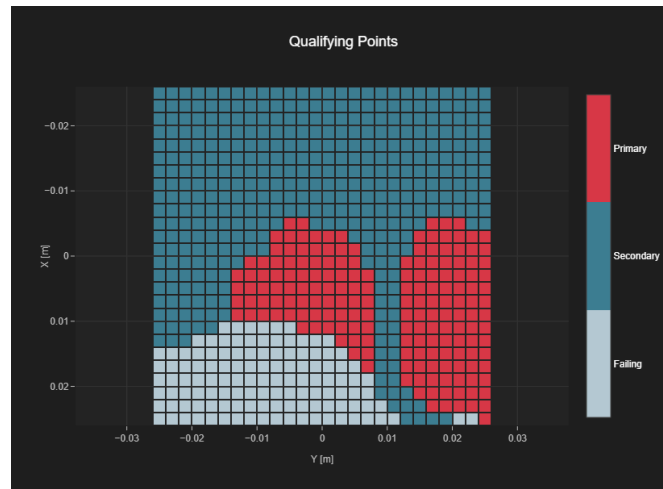 Qualifying Points
−0.02
−0.01
0
0.01
0.02
X [m]
−0.03
−0.02
−0.01
0
0.01
0.02
0.03
Y [m]
Primary
Secondary
Failing